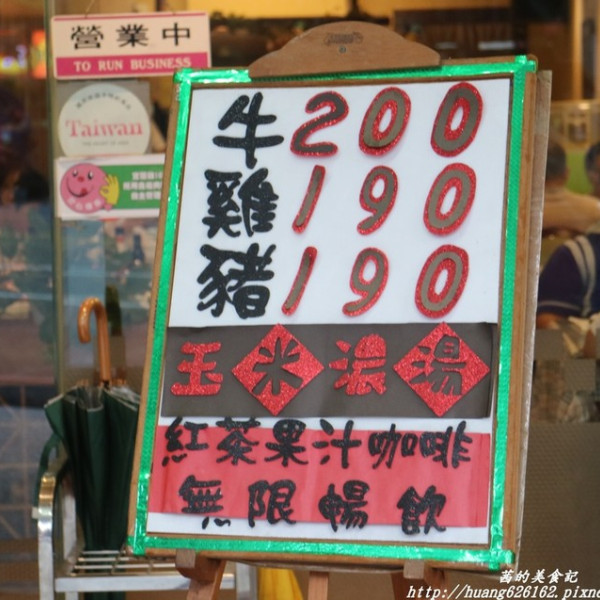 營業中
TO RUN BUSINESS
Taiwan
牛 200
雞 190
豬 190
玉米濃湯
紅茶果汁咖啡
無限暢飲
茜的美食記
http://huang626162.pixne